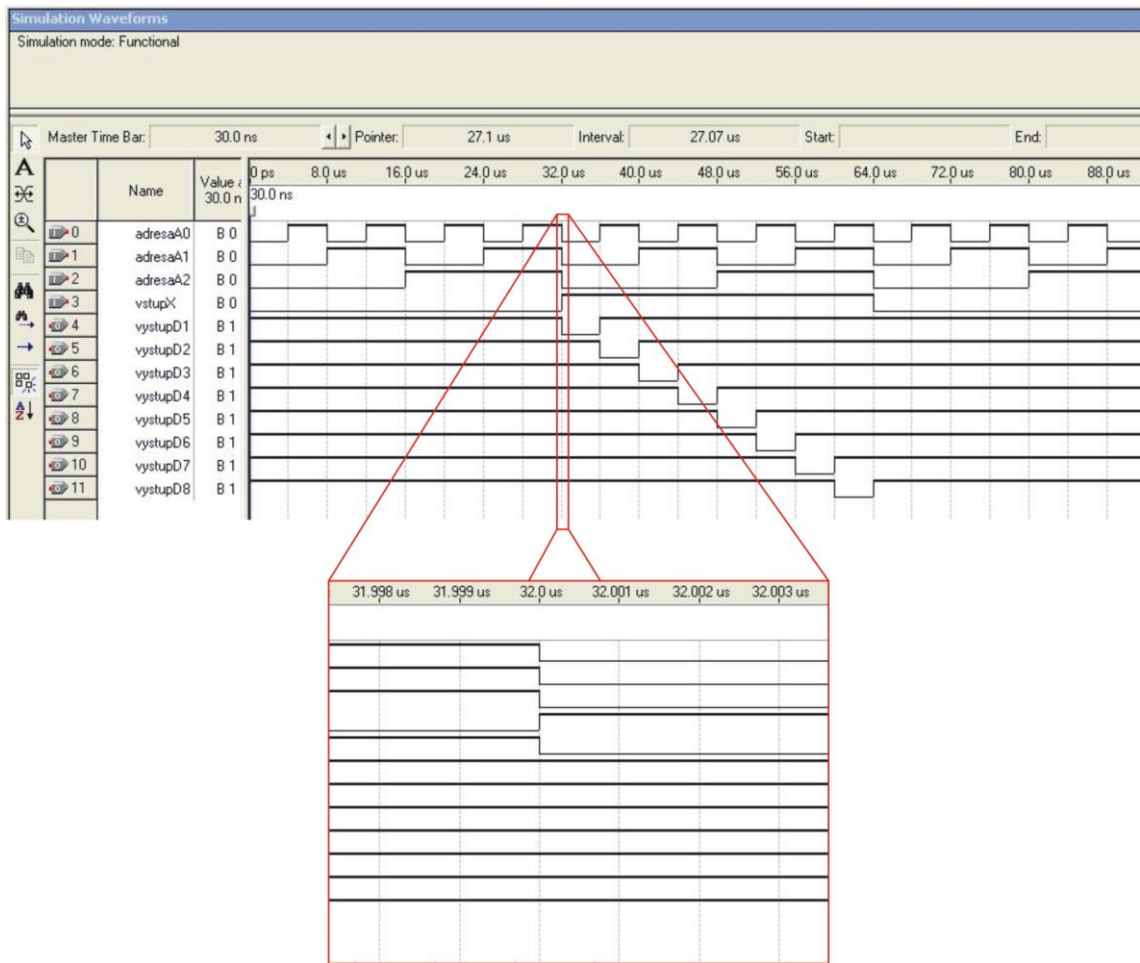 Simulation Waveforms
Simulation mode: Functional
Master Time Bar: 30.0 ns Pointer: 27.1 us Interval: 27.07 us Start: End:
Name Value a 30.0 n
0 ps 8.0 us 16.0 us 24.0 us 32.0 us 40.0 us 48.0 us 56.0 us 64.0 us 72.0 us 80.0 us 88.0 us
30.0 ns
0 adresaA0 B 0
1 adresaA1 B 0
2 adresaA2 B 0
3 vstupX B 0
4 vystupD1 B 1
5 vystupD2 B 1
6 vystupD3 B 1
7 vystupD4 B 1
8 vystupD5 B 1
9 vystupD6 B 1
10 vystupD7 B 1
11 vystupD8 B 1
31.998 us 31.999 us 32.0 us 32.001 us 32.002 us 32.003 us